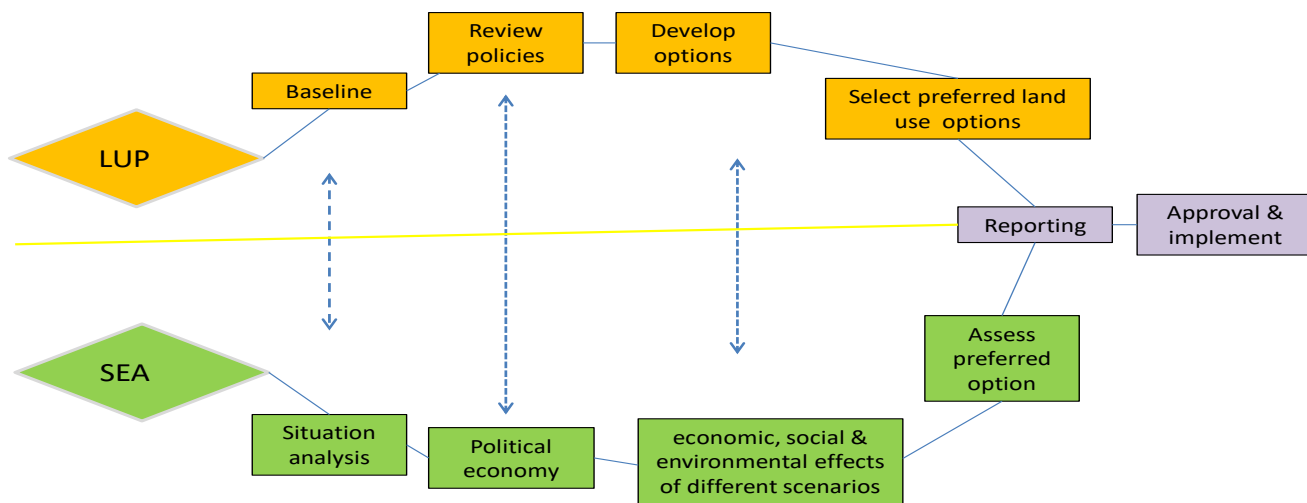 Review
policies
Develop
options
Baseline
Select preferred land
use options
LUP
Reporting
Approval &
implement
SEA
Assess
preferred
option
Situation
analysis
Political
economy
economic, social &
environmental effects
of different scenarios